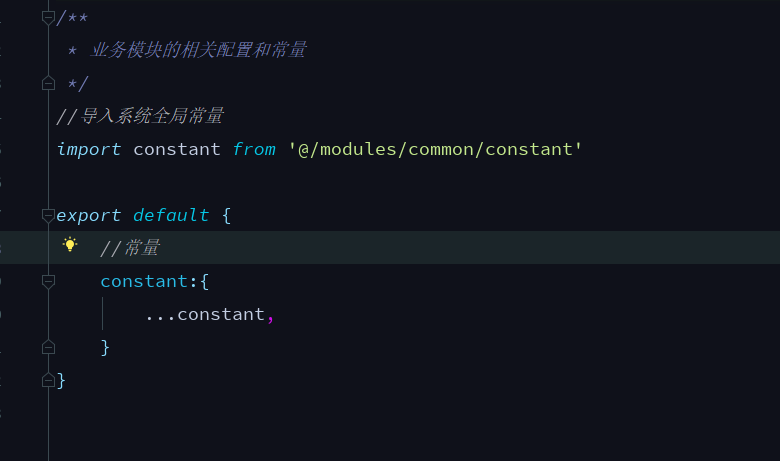 /**
 * 业务模块的相关配置和常量
 */
//导入系统全局常量
import constant from '@/modules/common/constant'
export default {
    //常量
    constant:{
        ...constant,
    }
}